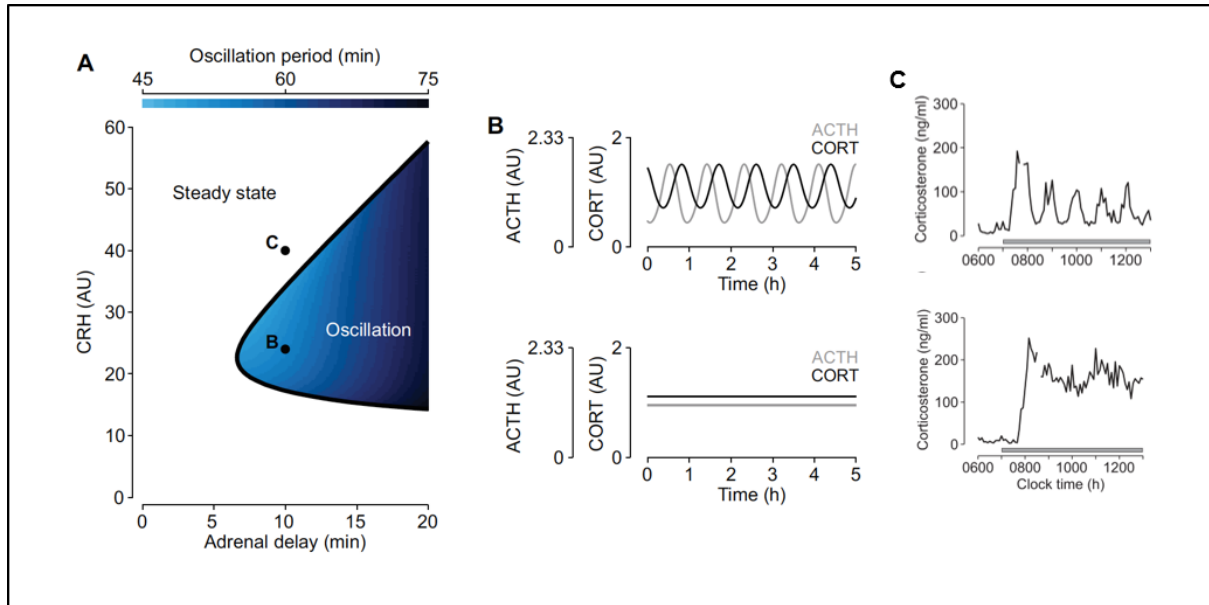 A
Oscillation period (min)
45 60 75
60
50
40
30
20
10
0
CRH (AU)
Steady state
C
B
Oscillation
0 5 10 15 20
Adrenal delay (min)
B
ACTH
CORT
2.33
0
ACTH (AU)
2
0
CORT (AU)
0 1 2 3 4 5
Time (h)
ACTH
CORT
2.33
0
ACTH (AU)
2
0
CORT (AU)
0 1 2 3 4 5
Time (h)
C
300
200
100
0
Corticosterone (ng/ml)
0600 0800 1000 1200
300
200
100
0
Corticosterone (ng/ml)
0600 0800 1000 1200
Clock time (h)